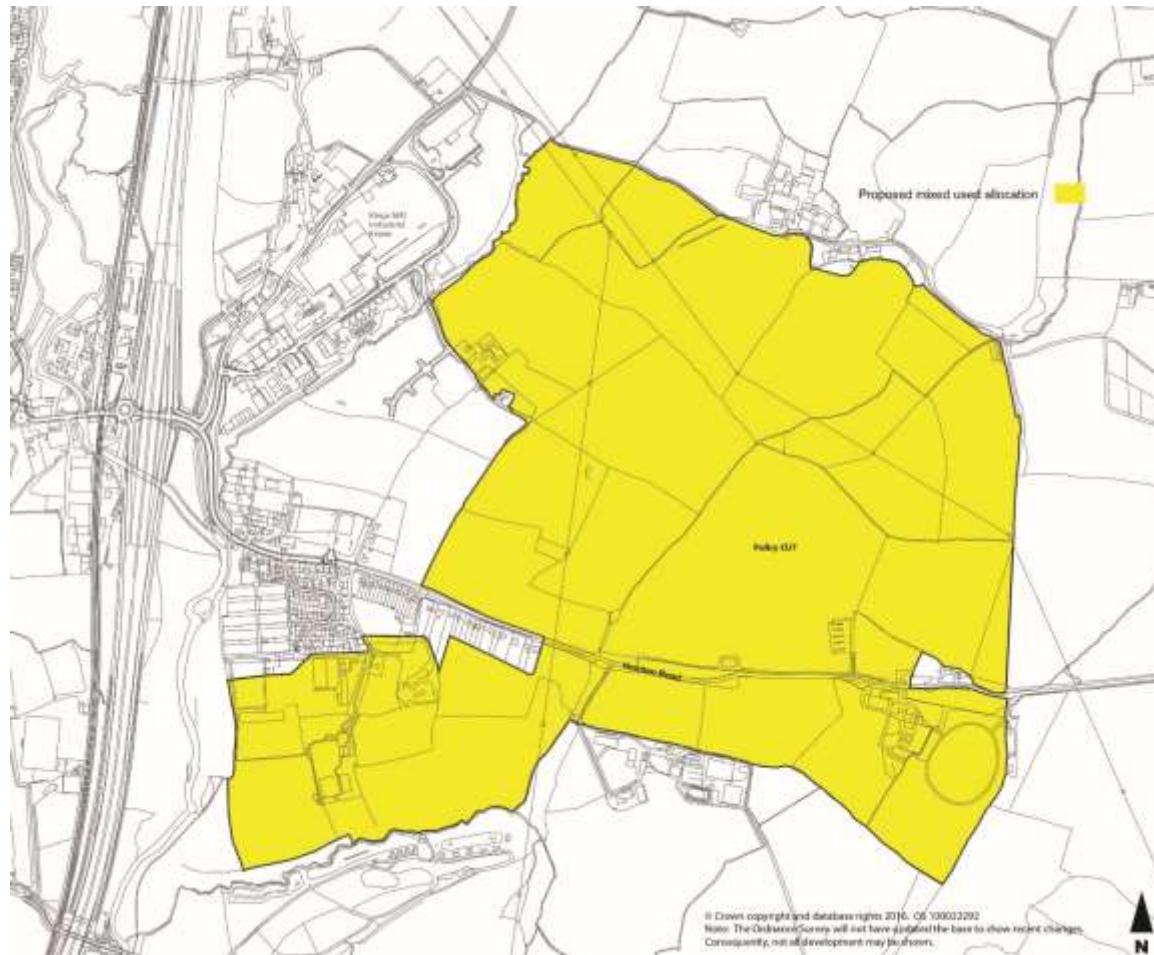 Proposed mixed used allocation
Industrial
Policy CU7
Road
© Crown copyright and database rights 2016. OS 100022292
Note: The Ordnance Survey will not have updated the base to show recent changes.
Consequently, not all development may be shown.
N